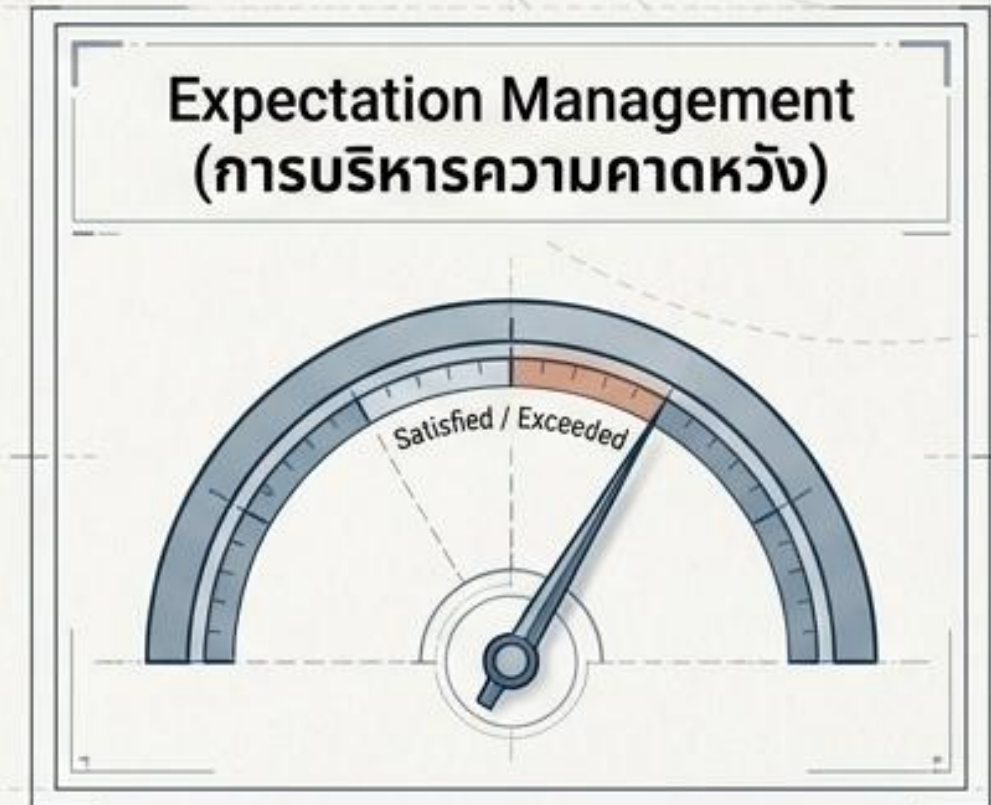 Expectation Management
(การบริหารความคาดหวัง)
Satisfied / Exceeded